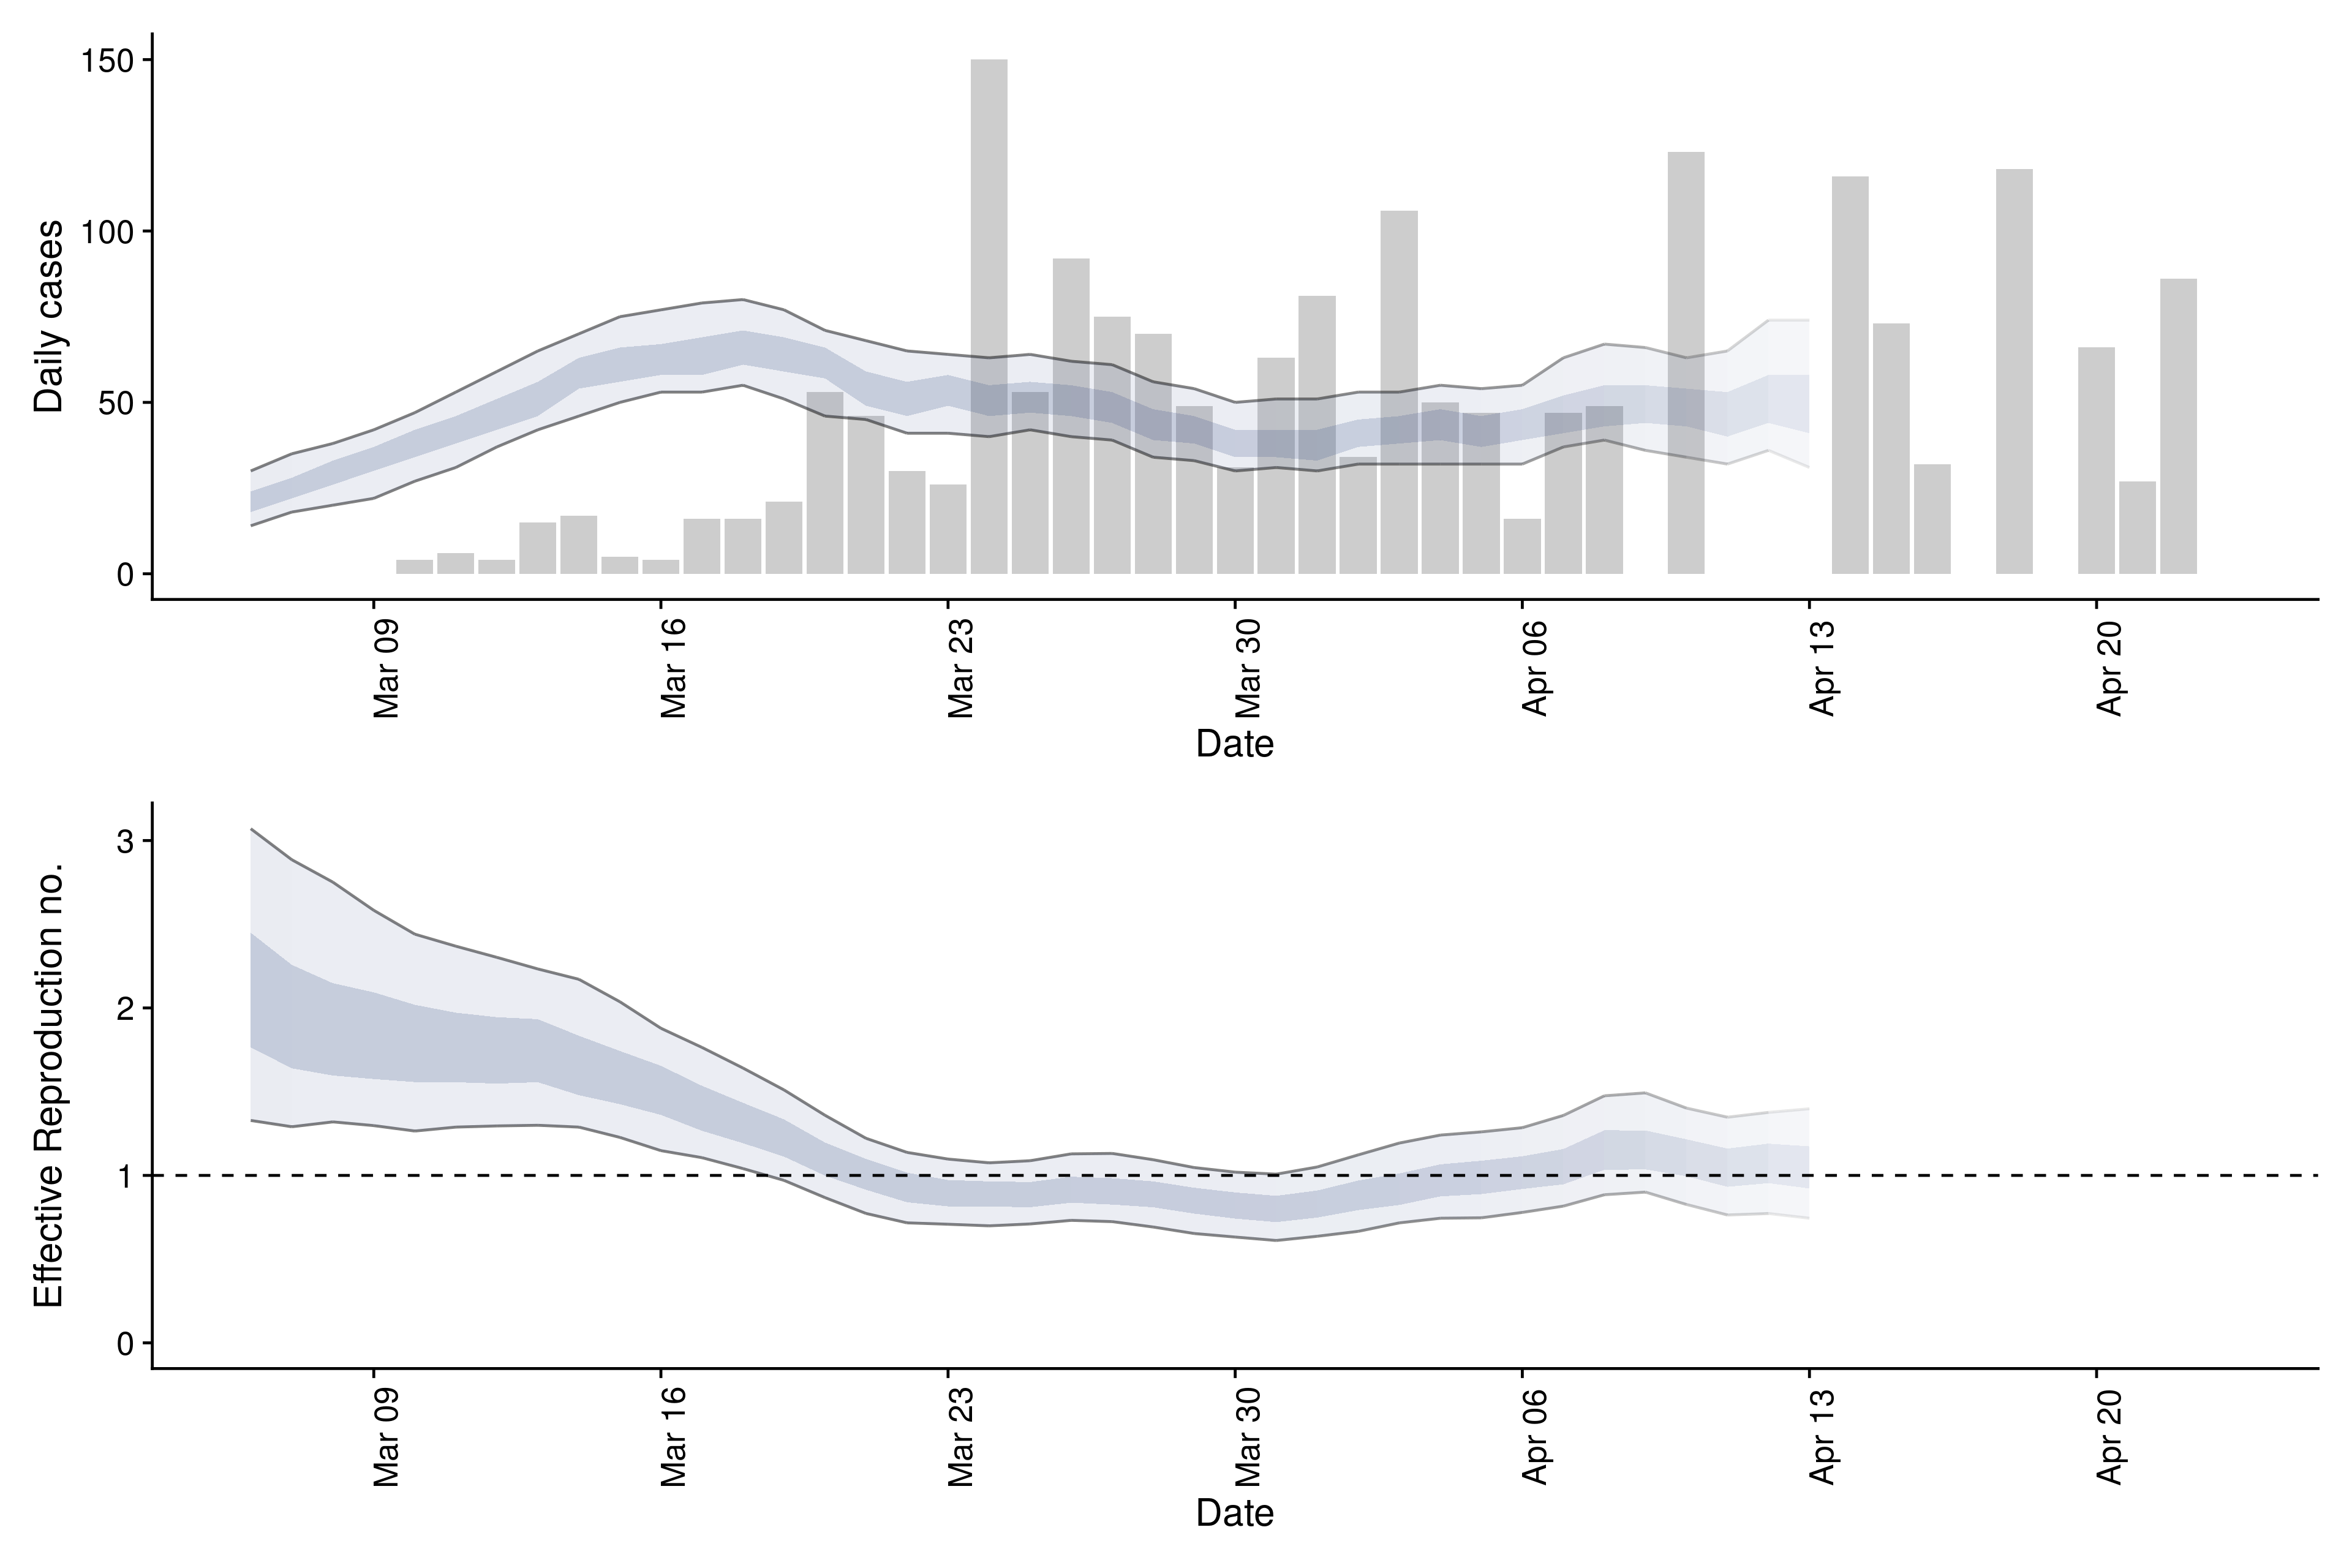 Daily cases
150
100
50
0
Mar 09
Mar 16
Mar 23
Mar 30
Apr 06
Apr 13
Apr 20
Date
Effective Reproduction no.
3
2
1
0
Mar 09
Mar 16
Mar 23
Mar 30
Apr 06
Apr 13
Apr 20
Date